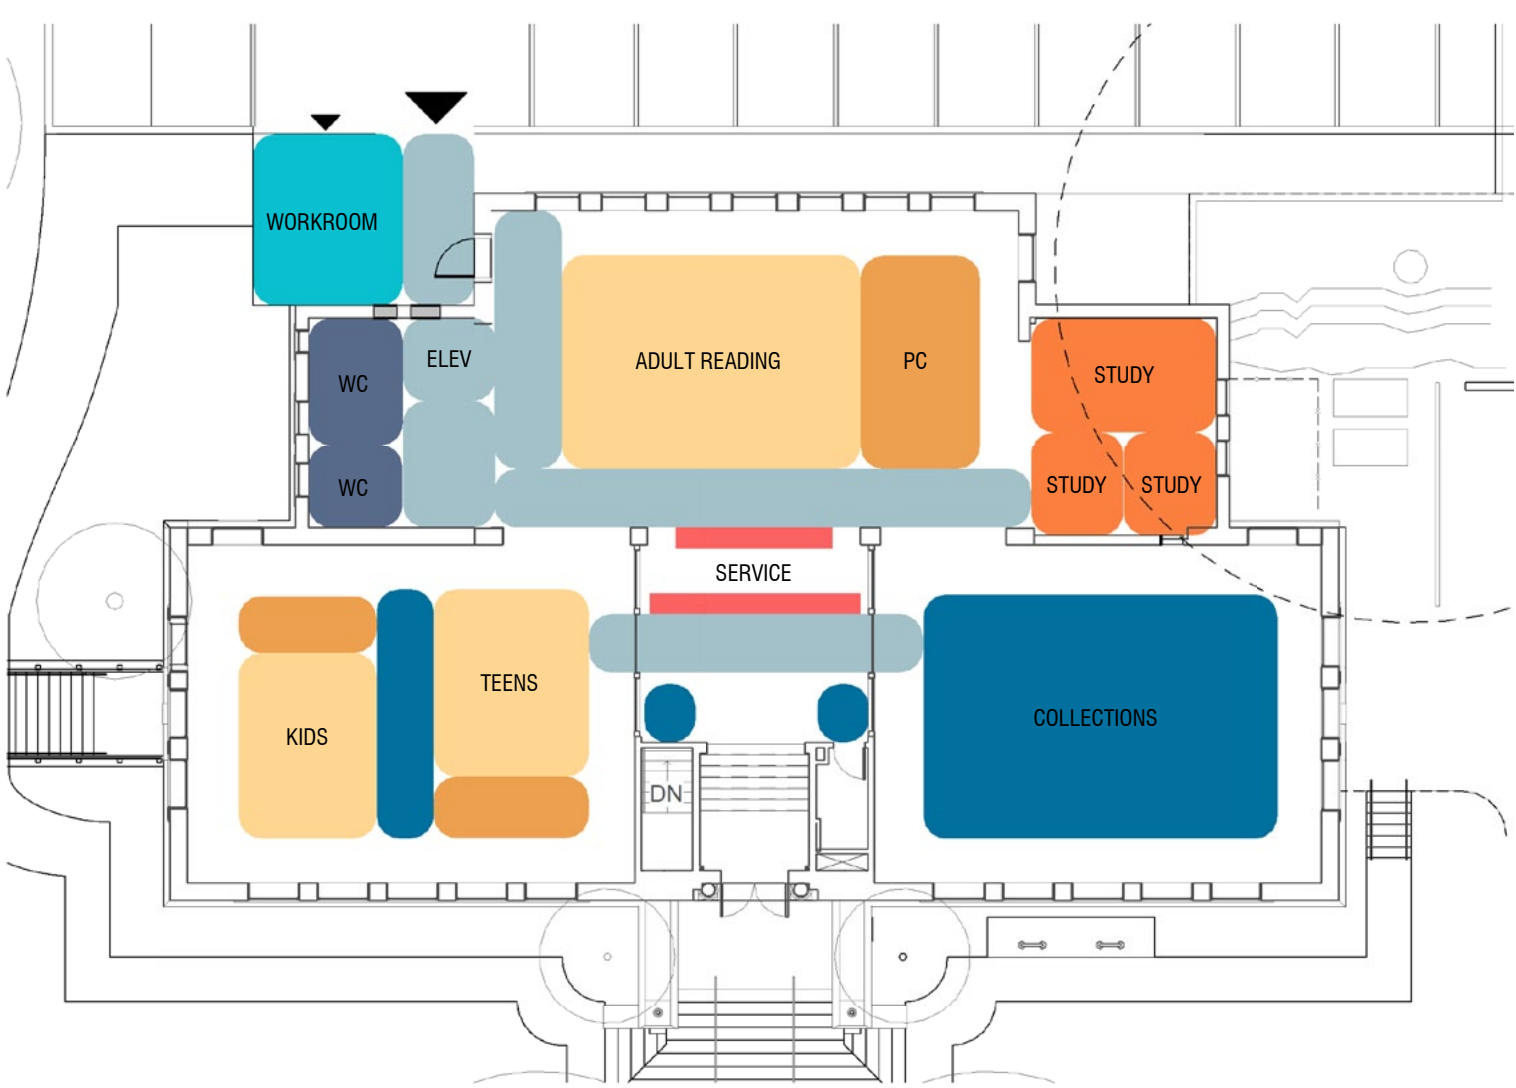 WORKROOM
ELEV
WC
ADULT READING
PC
STUDY
WC
STUDY
STUDY
SERVICE
TEENS
KIDS
COLLECTIONS
DN